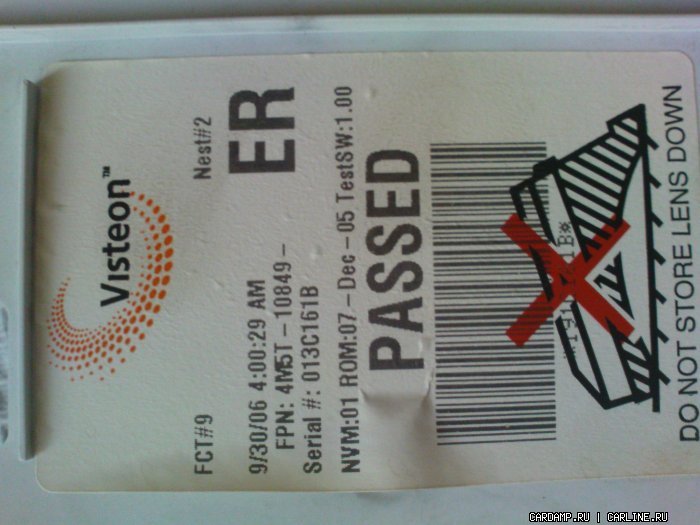 Visteon™
FCT#9 Nest#2
ER
9/30/06 4:00:29 AM
FPN: 4M5T-10849-
Serial #: 013C161B
NVM:01 ROM:07-Dec-05 TestSW:1.00
PASSED
DO NOT STORE LENS DOWN
CARDAMP.RU | CARLINE.RU